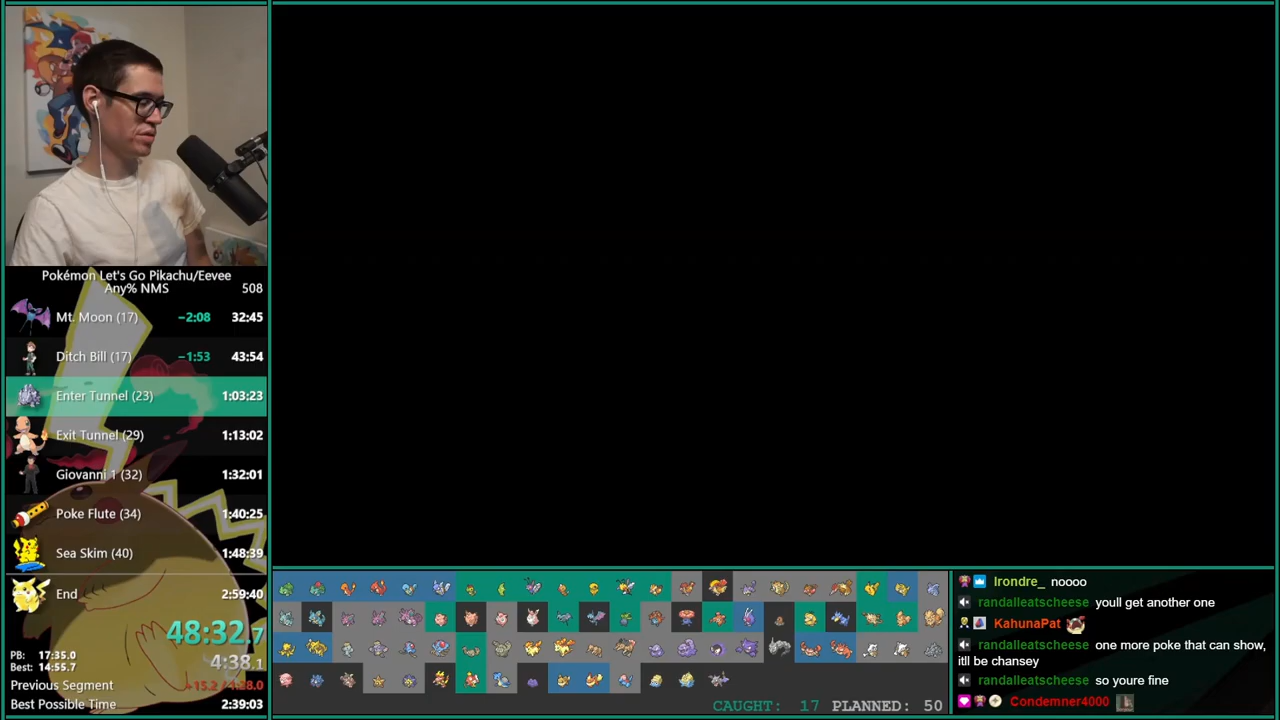 Pokémon Let's Go Pikachu/Eevee
Any% NMS 508
Mt. Moon (17) −2:08 32:45
Ditch Bill (17) −1:53 43:54
Enter Tunnel (23) 1:03:23
Exit Tunnel (29) 1:13:02
Giovanni 1 (32) 1:32:01
Poke Flute (34) 1:40:25
Sea Skim (40) 1:48:39
End 2:59:40
48:32.7
PB: 17:35.0
Best: 14:55.7
4:38.1
Previous Segment +15.2 / 4:28.0
Best Possible Time 2:39:03
CAUGHT: 17 PLANNED: 50
Irondre_ noooo
randalleatscheese youll get another one
KahunaPat
randalleatscheese one more poke that can show,
itll be chansey
randalleatscheese so youre fine
Condemner4000